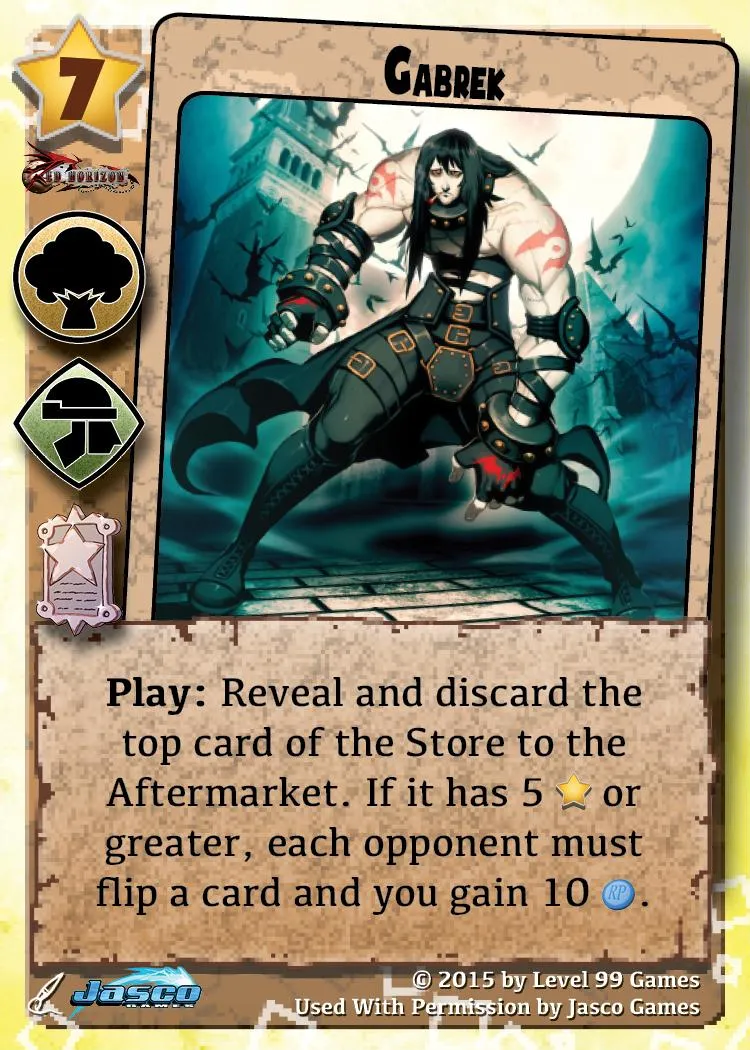 7
GABREK
RED HORIZON
Play: Reveal and discard the
top card of the Store to the
Aftermarket. If it has 5 or
greater, each opponent must
flip a card and you gain 10 RP.
Jasco
GAMES
© 2015 by Level 99 Games
Used With Permission by Jasco Games